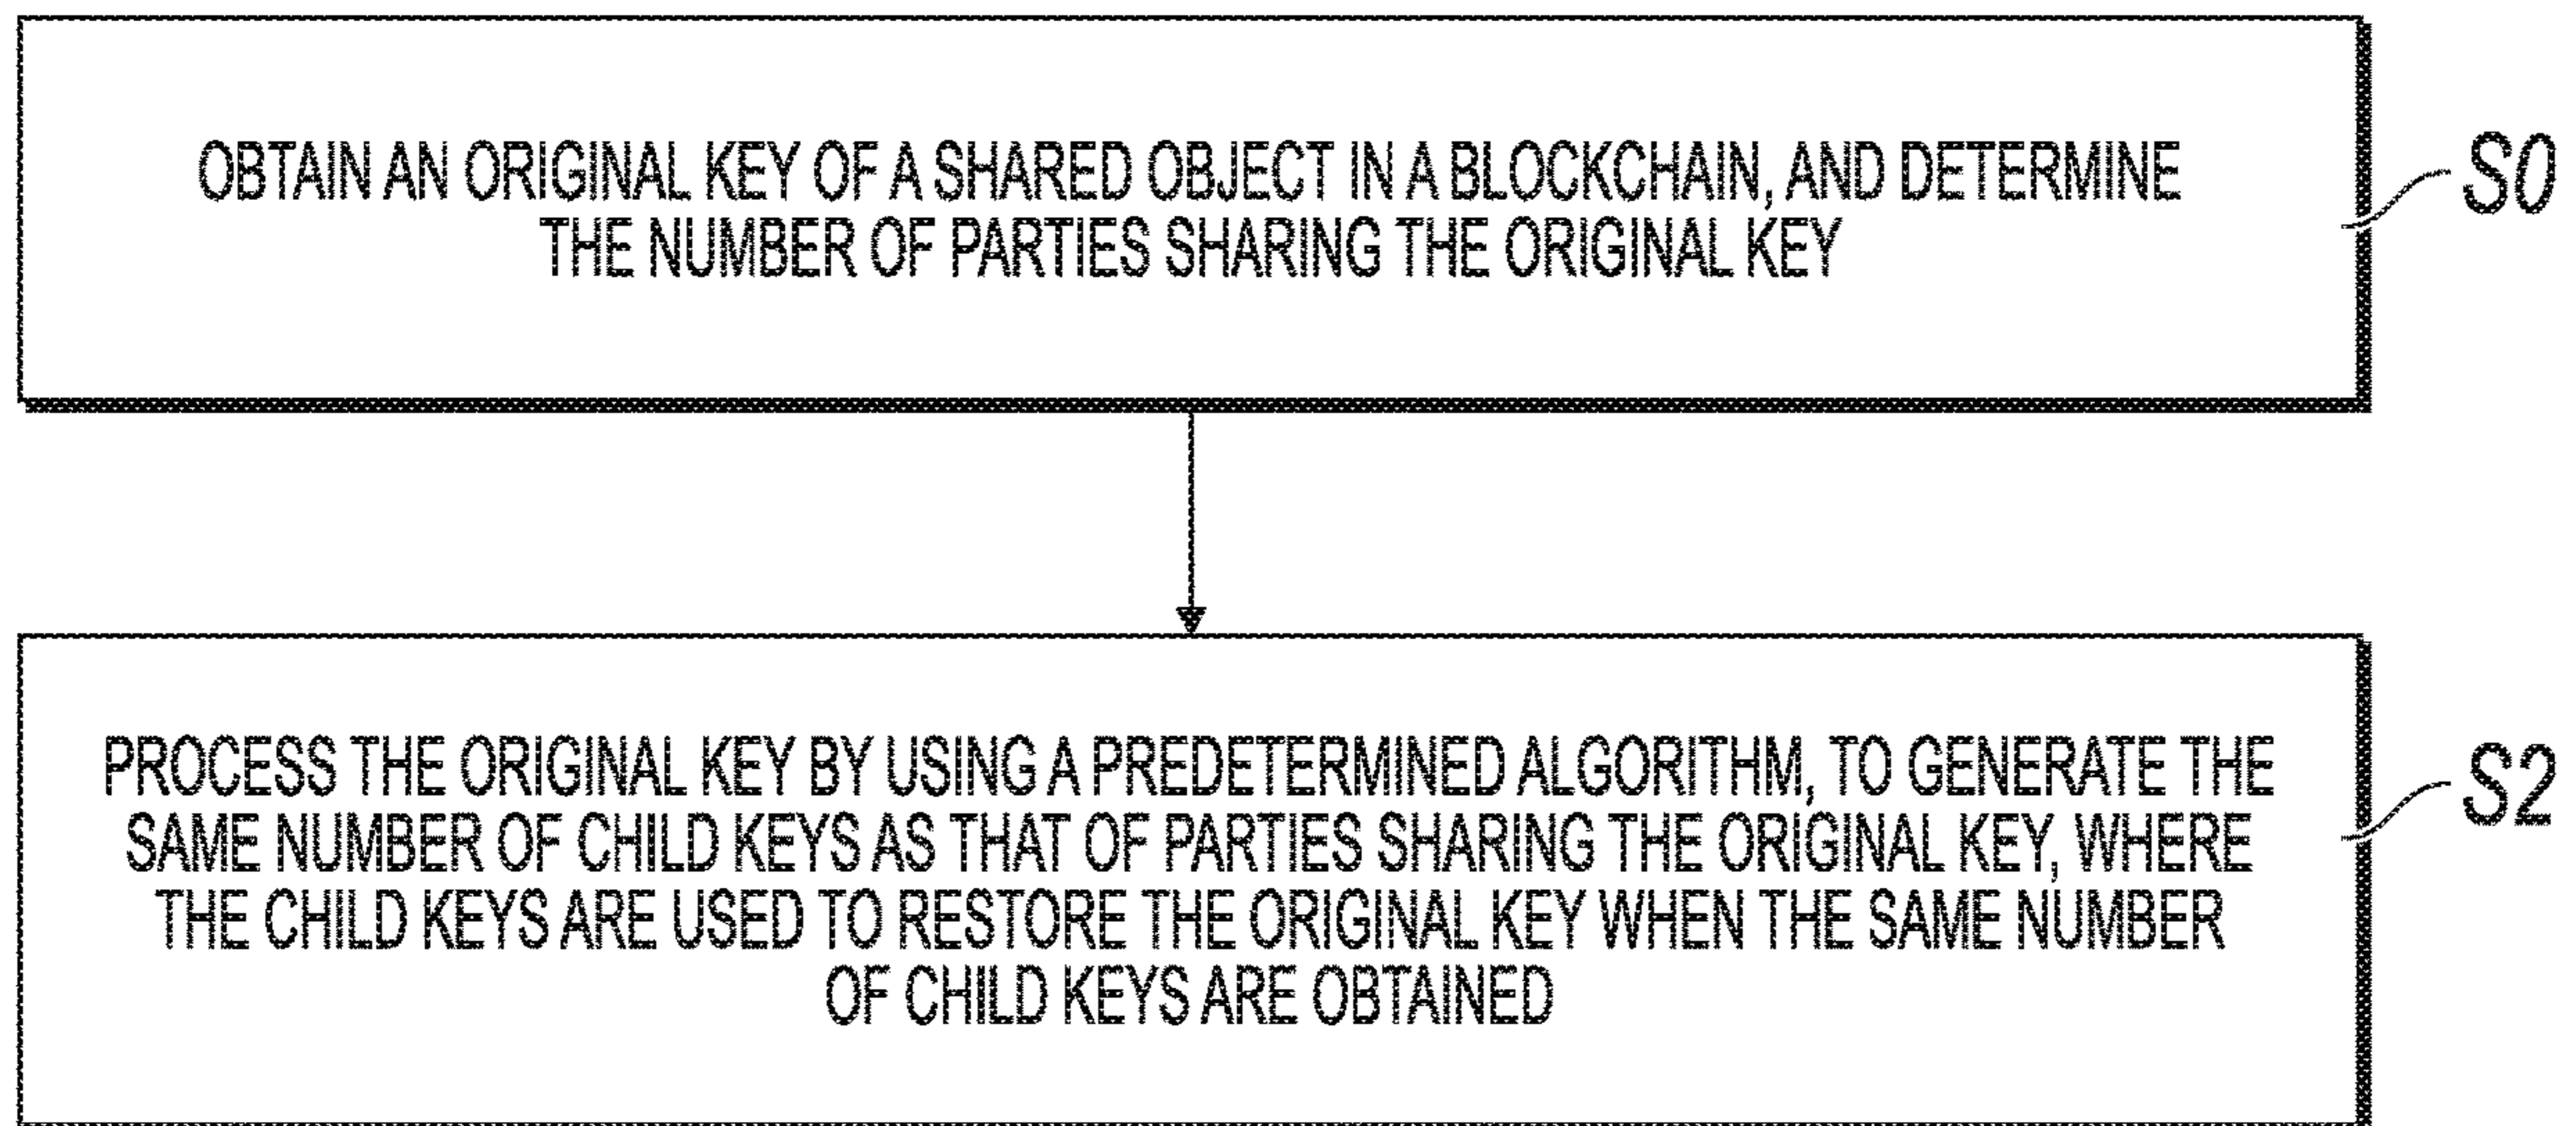 OBTAIN AN ORIGINAL KEY OF A SHARED OBJECT IN A BLOCKCHAIN, AND DETERMINE
THE NUMBER OF PARTIES SHARING THE ORIGINAL KEY
S0
PROCESS THE ORIGINAL KEY BY USING A PREDETERMINED ALGORITHM, TO GENERATE THE
SAME NUMBER OF CHILD KEYS AS THAT OF PARTIES SHARING THE ORIGINAL KEY, WHERE
THE CHILD KEYS ARE USED TO RESTORE THE ORIGINAL KEY WHEN THE SAME NUMBER
OF CHILD KEYS ARE OBTAINED
S2